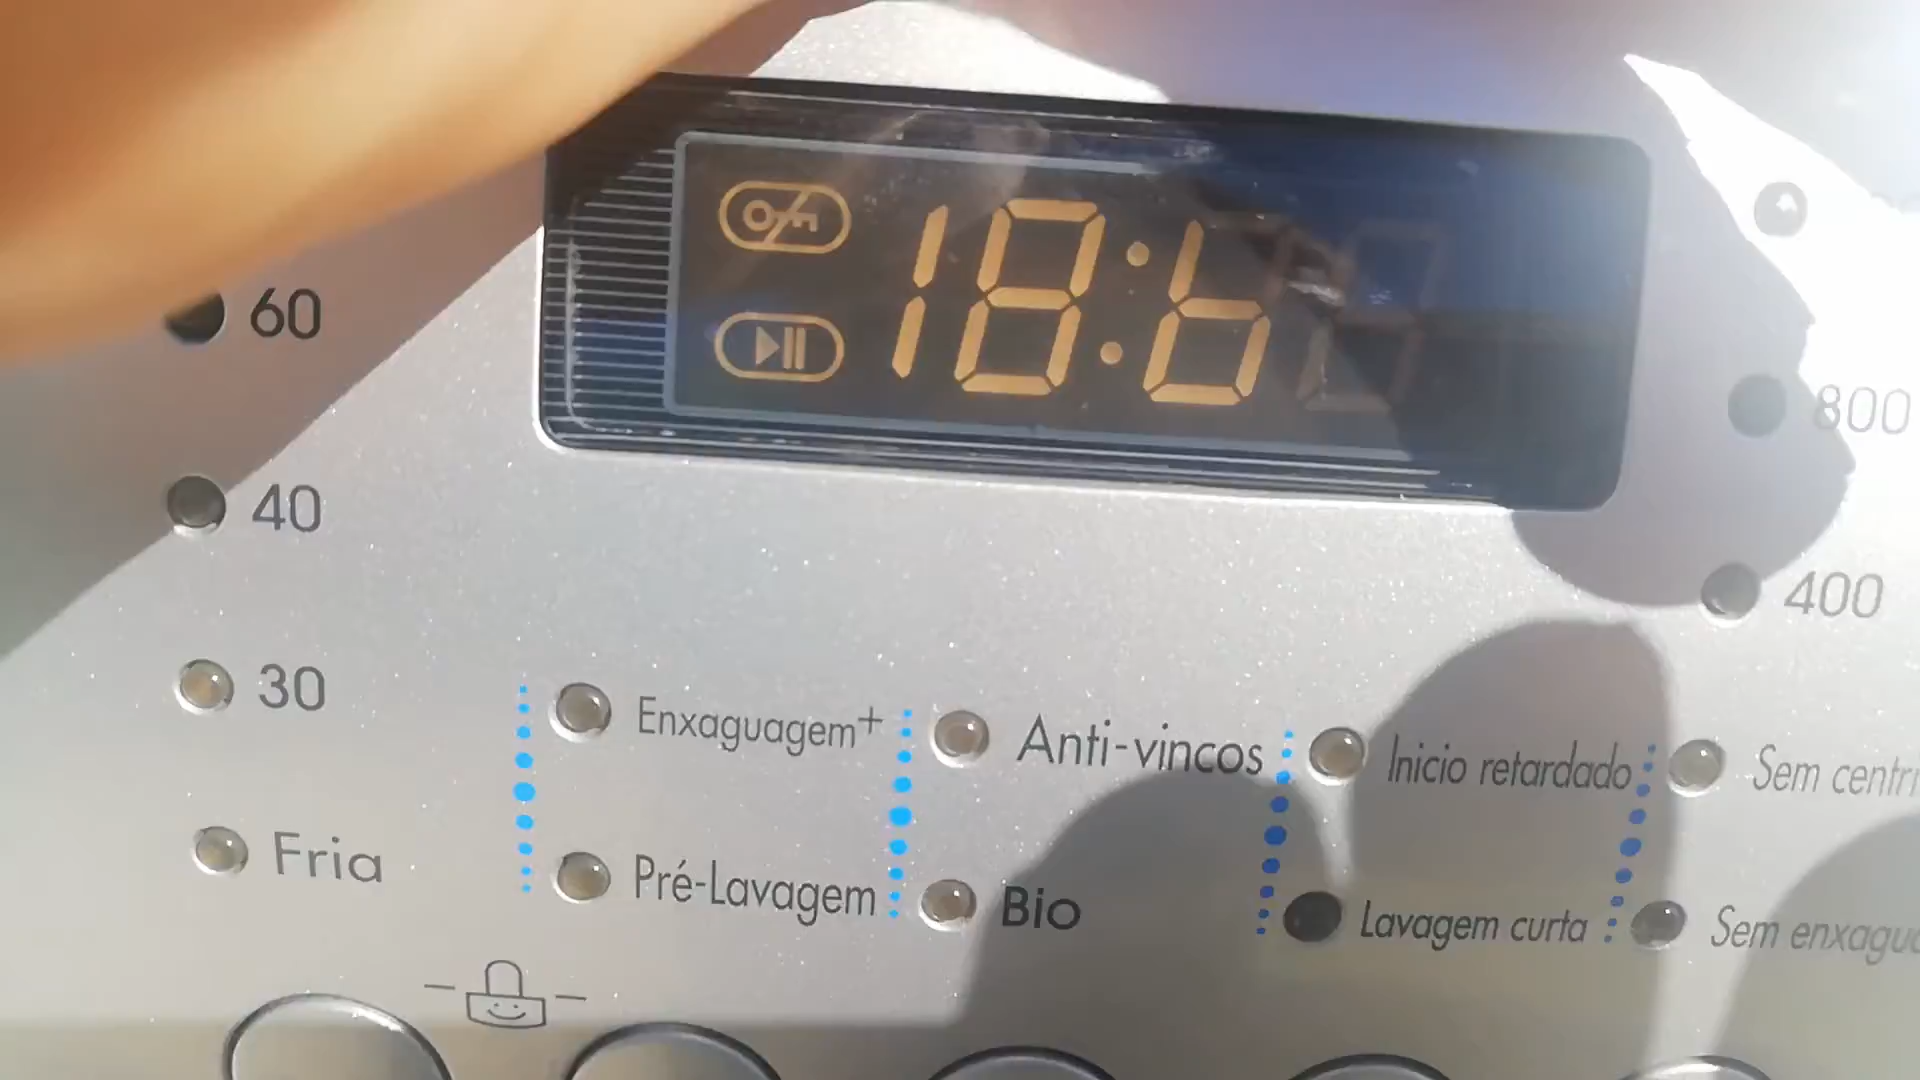 18:b
60
40
30
Fria
Enxaguagem+
Pré-Lavagem
Anti-vincos
Bio
Inicio retardado
Lavagem curta
Sem centri
Sem enxagu
800
400